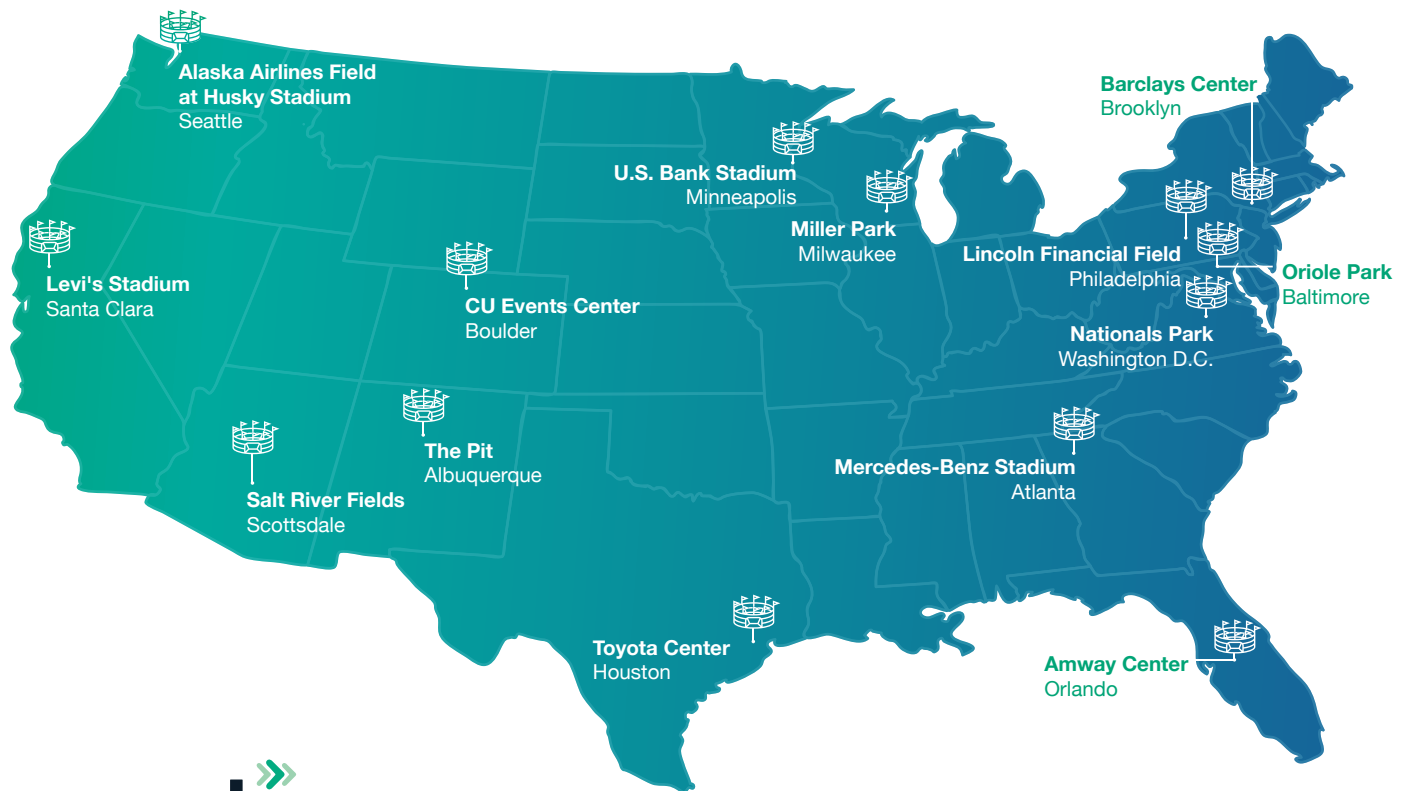 Alaska Airlines Field
at Husky Stadium
Seattle
Barclays Center
Brooklyn
U.S. Bank Stadium
Minneapolis
Miller Park
Milwaukee
Lincoln Financial Field
Philadelphia
Oriole Park
Baltimore
Levi's Stadium
Santa Clara
CU Events Center
Boulder
Nationals Park
Washington D.C.
The Pit
Albuquerque
Mercedes-Benz Stadium
Atlanta
Salt River Fields
Scottsdale
Toyota Center
Houston
Amway Center
Orlando